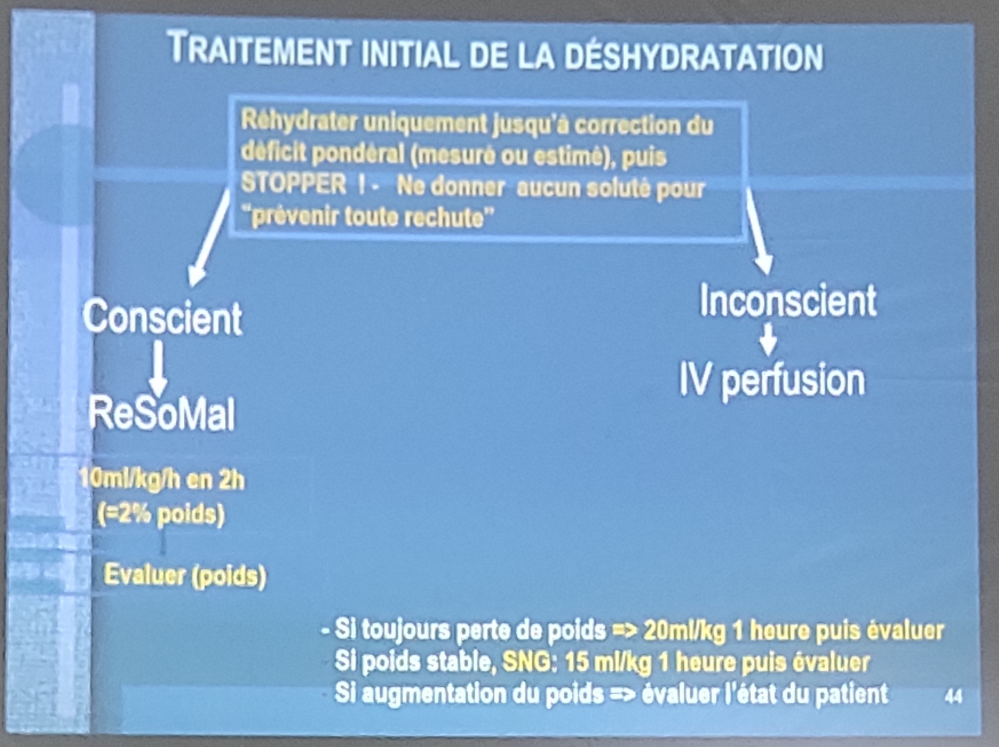 TRAITEMENT INITIAL DE LA DÉSHYDRATATION
Réhydrater uniquement jusqu'à correction du
déficit pondéral (mesuré ou estimé), puis
STOPPER ! - Ne donner aucun soluté pour
"prévenir toute rechute"
Conscient
Inconscient
IV perfusion
ReSoMal
10ml/kg/h en 2h
(=2% poids)
Evaluer (poids)
- Si toujours perte de poids => 20ml/kg 1 heure puis évaluer
Si poids stable, SNG: 15 ml/kg 1 heure puis évaluer
- Si augmentation du poids => évaluer l'état du patient
44